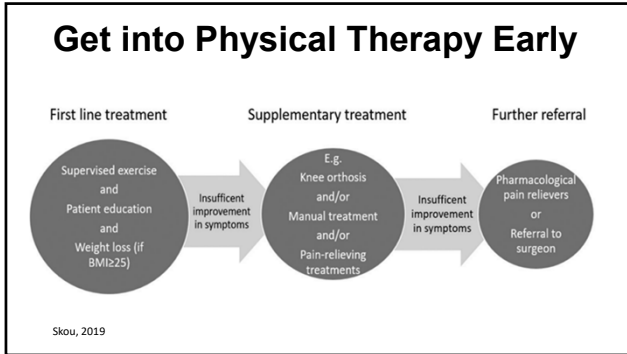 Get into Physical Therapy Early
First line treatment
Supplementary treatment
Further referral
Supervised exercise
and
Patient education
and
Weight loss (if
BMI≥25)
Insufficent
improvement
in symptoms
E.g.
Knee orthosis
and/or
Manual treatment
and/or
Pain-relieving
treatments
Insufficent
improvement
in symptoms
Pharmacological
pain relievers
or
Referral to
surgeon
Skou, 2019